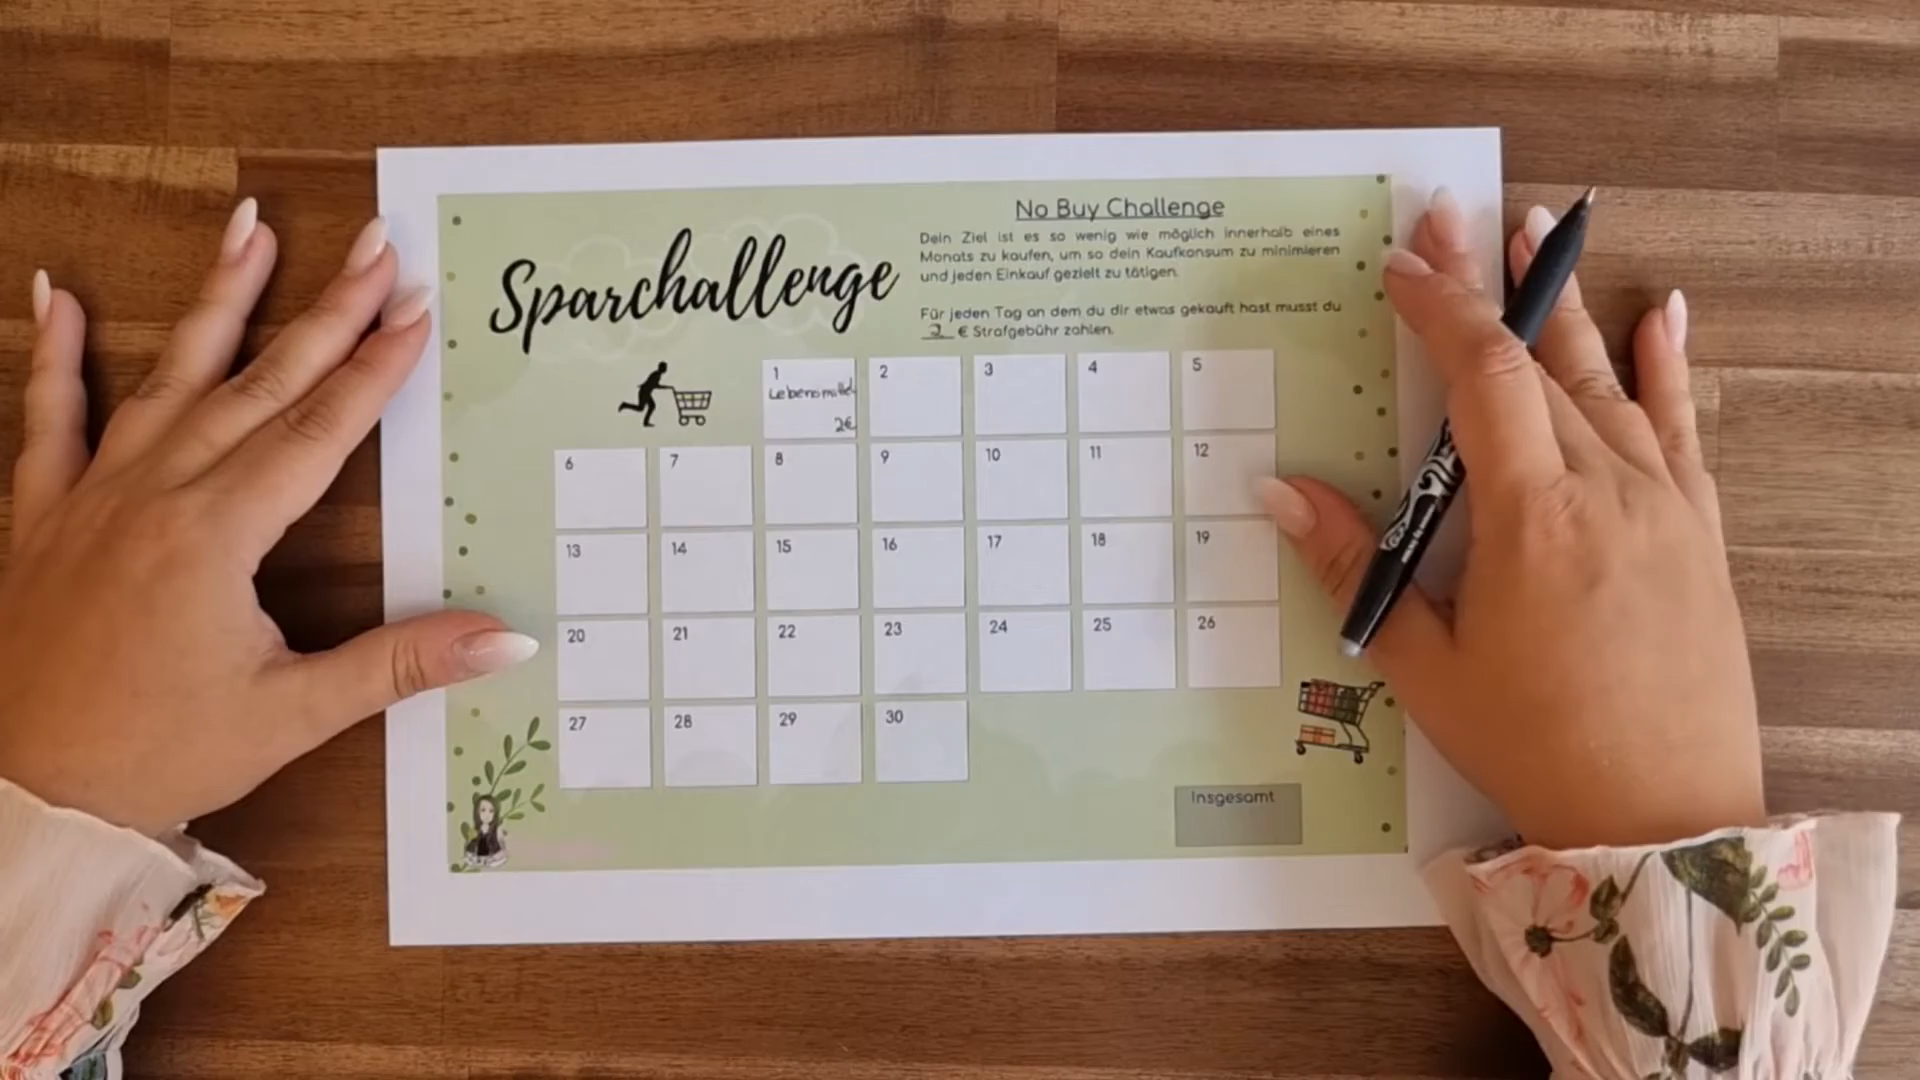 Sparchallenge
No Buy Challenge
Dein Ziel ist es so wenig wie möglich innerhalb eines
Monats zu kaufen, um so dein Kaufkonsum zu minimieren
und jeden Einkauf gezielt zu tätigen.
Für jeden Tag an dem du dir etwas gekauft hast musst du
2 € Strafgebühr zahlen.
1 2 3 4 5
Lebensmittel
2€
6 7 8 9 10 11 12
13 14 15 16 17 18 19
20 21 22 23 24 25 26
27 28 29 30
Insgesamt